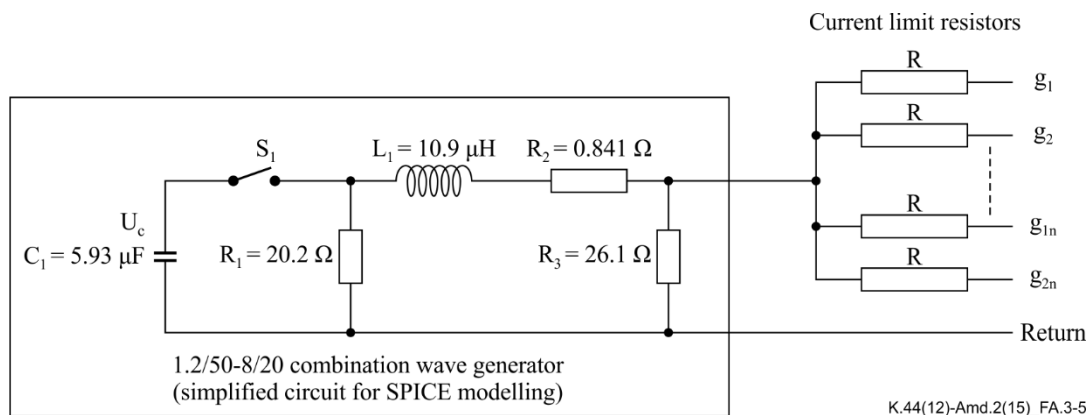 Current limit resistors
R
g₁
R
g₂
S₁
L₁ = 10.9 μH
R₂ = 0.841 Ω
U_c
C₁ = 5.93 μF
R₁ = 20.2 Ω
R₃ = 26.1 Ω
R
g₁ₙ
R
g₂ₙ
Return
1.2/50-8/20 combination wave generator
(simplified circuit for SPICE modelling)
K.44(12)-Amd.2(15) FA.3-5